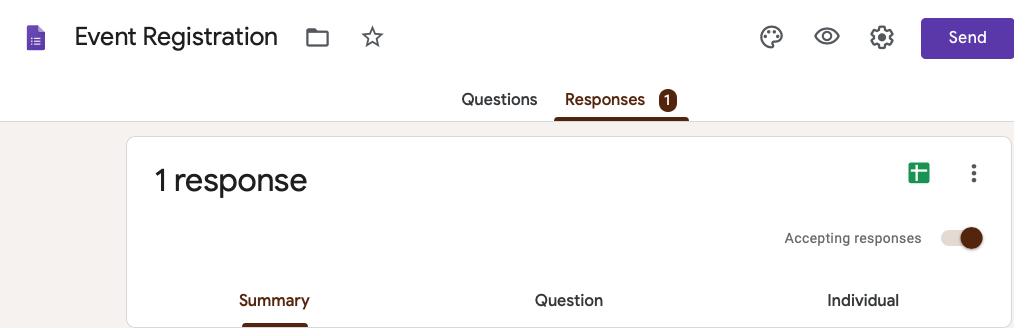 Event Registration
Send
Questions Responses 1
1 response
Accepting responses
Summary Question Individual